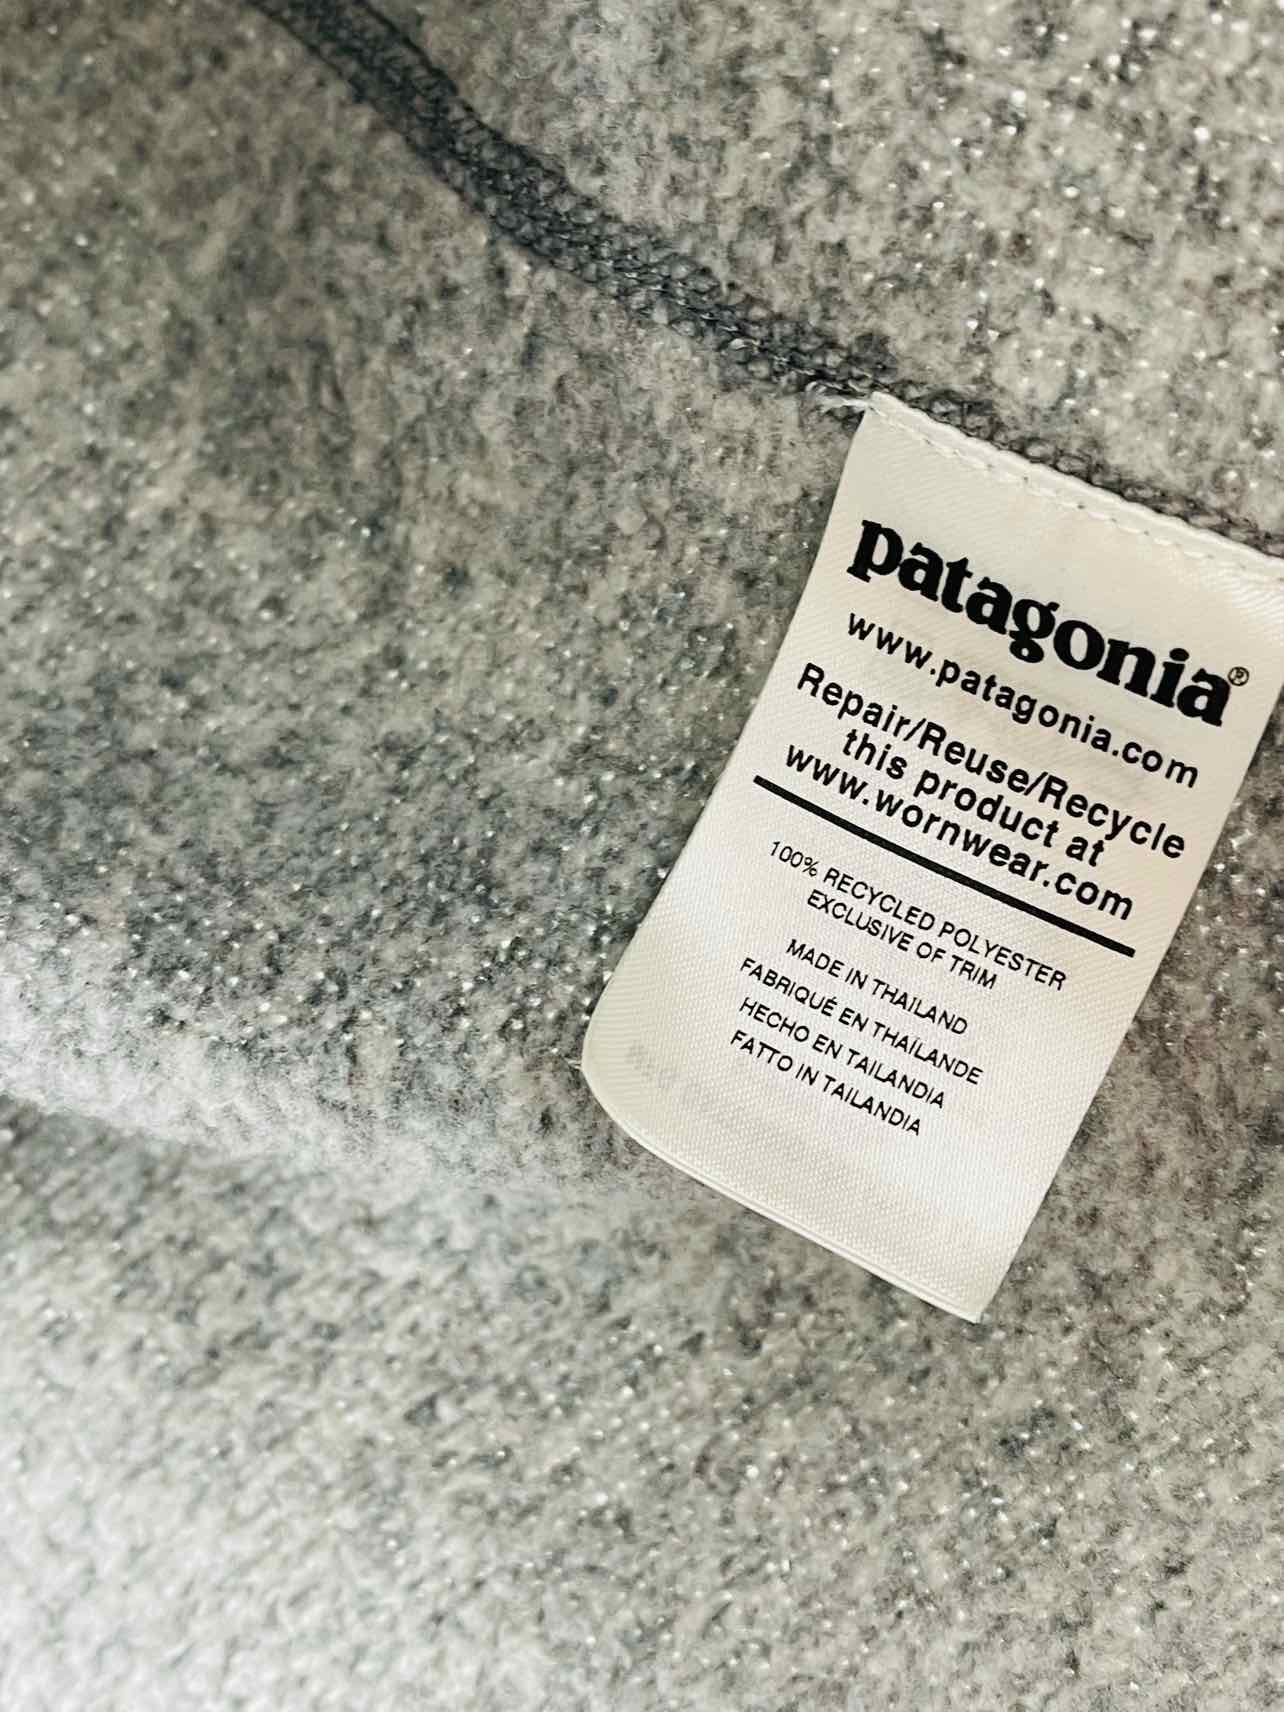 patagonia®
www.patagonia.com
Repair/Reuse/Recycle
this product at
www.wornwear.com
100% RECYCLED POLYESTER
EXCLUSIVE OF TRIM
MADE IN THAILAND
FABRIQUÉ EN THAÏLANDE
HECHO EN TAILANDIA
FATTO IN TAILANDIA